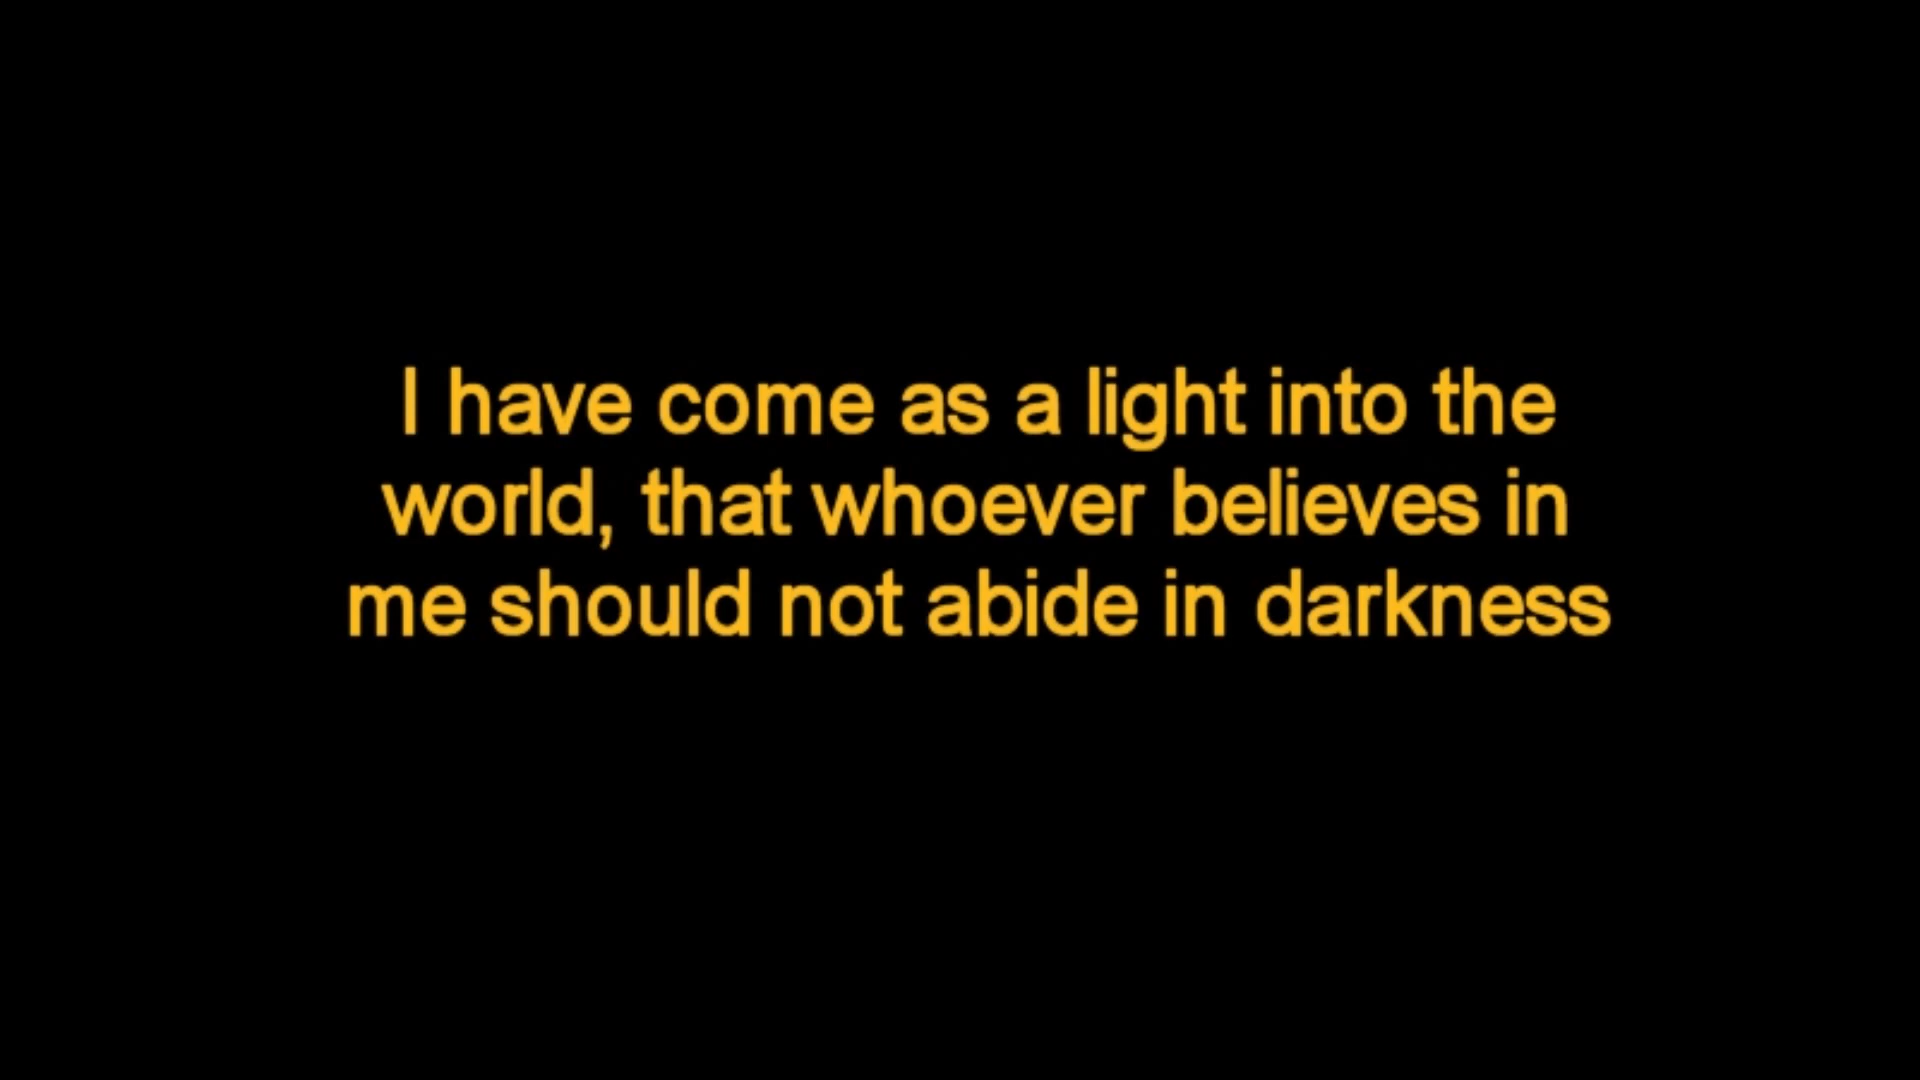 I have come as a light into the
world, that whoever believes in
me should not abide in darkness